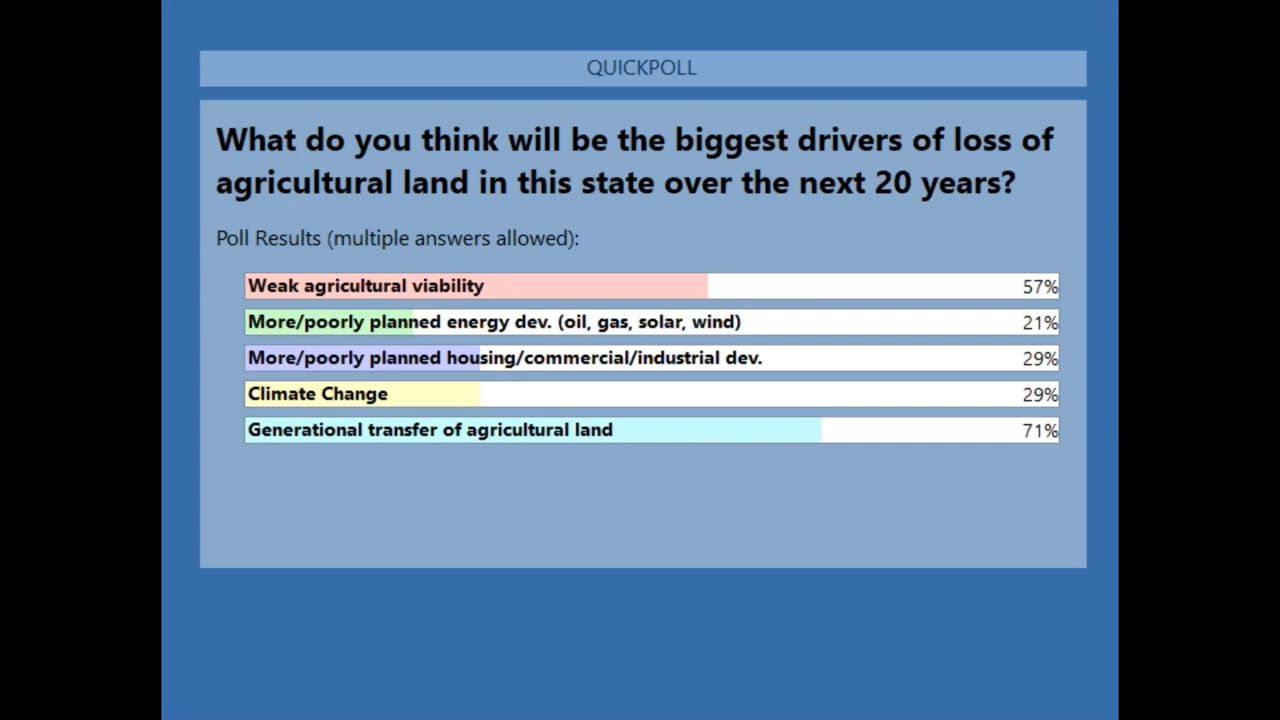 QUICKPOLL
What do you think will be the biggest drivers of loss of
agricultural land in this state over the next 20 years?
Poll Results (multiple answers allowed):
Weak agricultural viability 57%
More/poorly planned energy dev. (oil, gas, solar, wind) 21%
More/poorly planned housing/commercial/industrial dev. 29%
Climate Change 29%
Generational transfer of agricultural land 71%